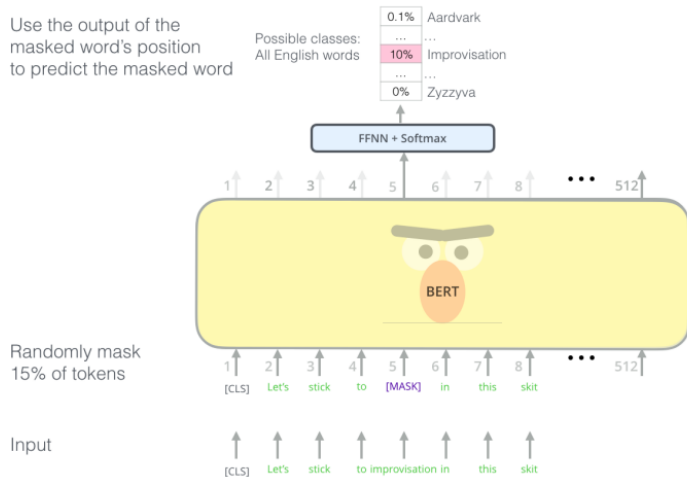 Use the output of the
masked word's position
to predict the masked word
Possible classes:
All English words
0.1% Aardvark
... ...
10% Improvisation
... ...
0% Zyzzyva
FFNN + Softmax
1 2 3 4 5 6 7 8 ... 512
BERT
Randomly mask
15% of tokens
1 2 3 4 5 6 7 8 ... 512
[CLS] Let's stick to [MASK] in this skit
Input
[CLS] Let's stick to improvisation in this skit